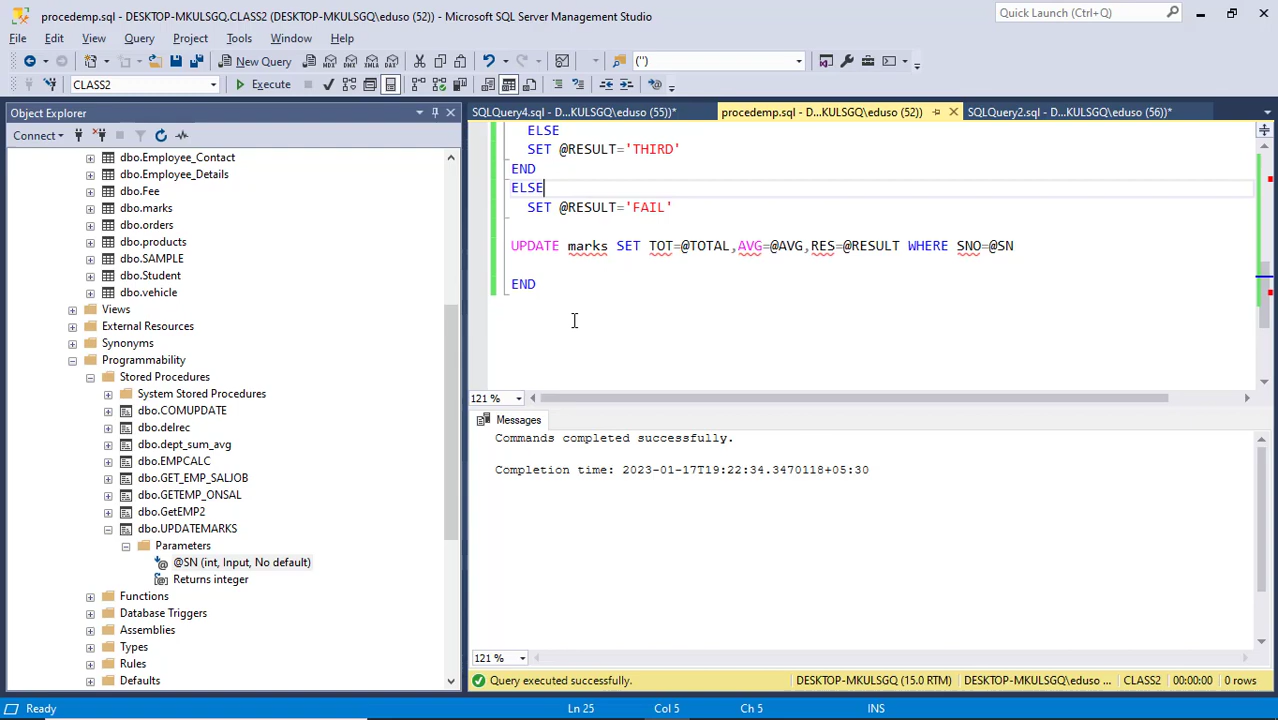 procedemp.sql - DESKTOP-MKULSGQ.CLASS2 (DESKTOP-MKULSGQ\eduso (52)) - Microsoft SQL Server Management Studio
Quick Launch (Ctrl+Q)
File Edit View Query Project Tools Window Help
New Query
MDX DMX XMLA DAX
(")
CLASS2
Execute
Object Explorer
SQLQuery4.sql - D...KULSGQ\eduso (55))*
procedemp.sql - D...KULSGQ\eduso (52))
SQLQuery2.sql - D...KULSGQ\eduso (56))*
Connect
dbo.Employee_Contact
dbo.Employee_Details
dbo.Fee
dbo.marks
dbo.orders
dbo.products
dbo.SAMPLE
dbo.Student
dbo.vehicle
Views
External Resources
Synonyms
Programmability
Stored Procedures
System Stored Procedures
dbo.COMUPDATE
dbo.delrec
dbo.dept_sum_avg
dbo.EMPCALC
dbo.GET_EMP_SALJOB
dbo.GETEMP_ONSAL
dbo.GetEMP2
dbo.UPDATEMARKS
Parameters
@SN (int, Input, No default)
Returns integer
Functions
Database Triggers
Assemblies
Types
Rules
Defaults
ELSE
SET @RESULT='THIRD'
END
ELSE
SET @RESULT='FAIL'
UPDATE marks SET TOT=@TOTAL,AVG=@AVG,RES=@RESULT WHERE SNO=@SN
END
121 %
Messages
Commands completed successfully.
Completion time: 2023-01-17T19:22:34.3470118+05:30
121 %
Query executed successfully.
DESKTOP-MKULSGQ (15.0 RTM)
DESKTOP-MKULSGQ\eduso ...
CLASS2
00:00:00
0 rows
Ready
Ln 25
Col 5
Ch 5
INS